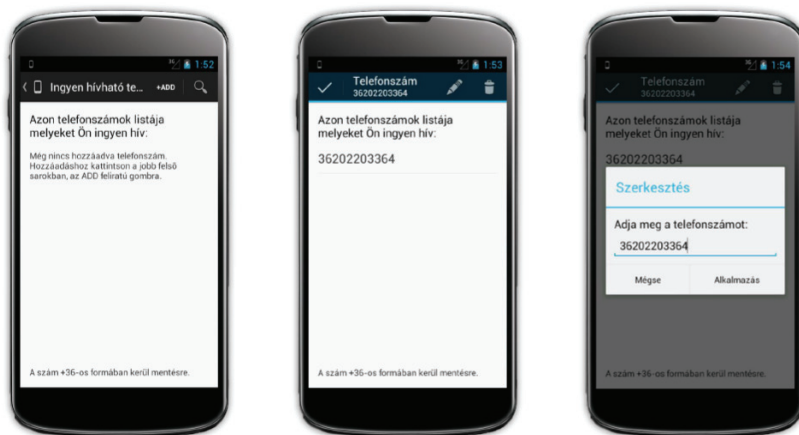 3G 1:52
Ingyen hívható te... +ADD
Azon telefonszámok listája
melyeket Ön ingyen hív:
Még nincs hozzáadva telefonszám.
Hozzáadáshoz kattintson a jobb felső
sarokban, az ADD feliratú gombra.
A szám +36-os formában kerül mentésre.
3G 1:53
Telefonszám
36202203364
Azon telefonszámok listája
melyeket Ön ingyen hív:
36202203364
A szám +36-os formában kerül mentésre.
3G 1:54
Telefonszám
36202203364
Azon telefonszámok listája
melyeket Ön ingyen hív:
36202203364
Szerkesztés
Adja meg a telefonszámot:
36202203364
Mégse Alkalmazás
A szám +36-os formában kerül mentésre.